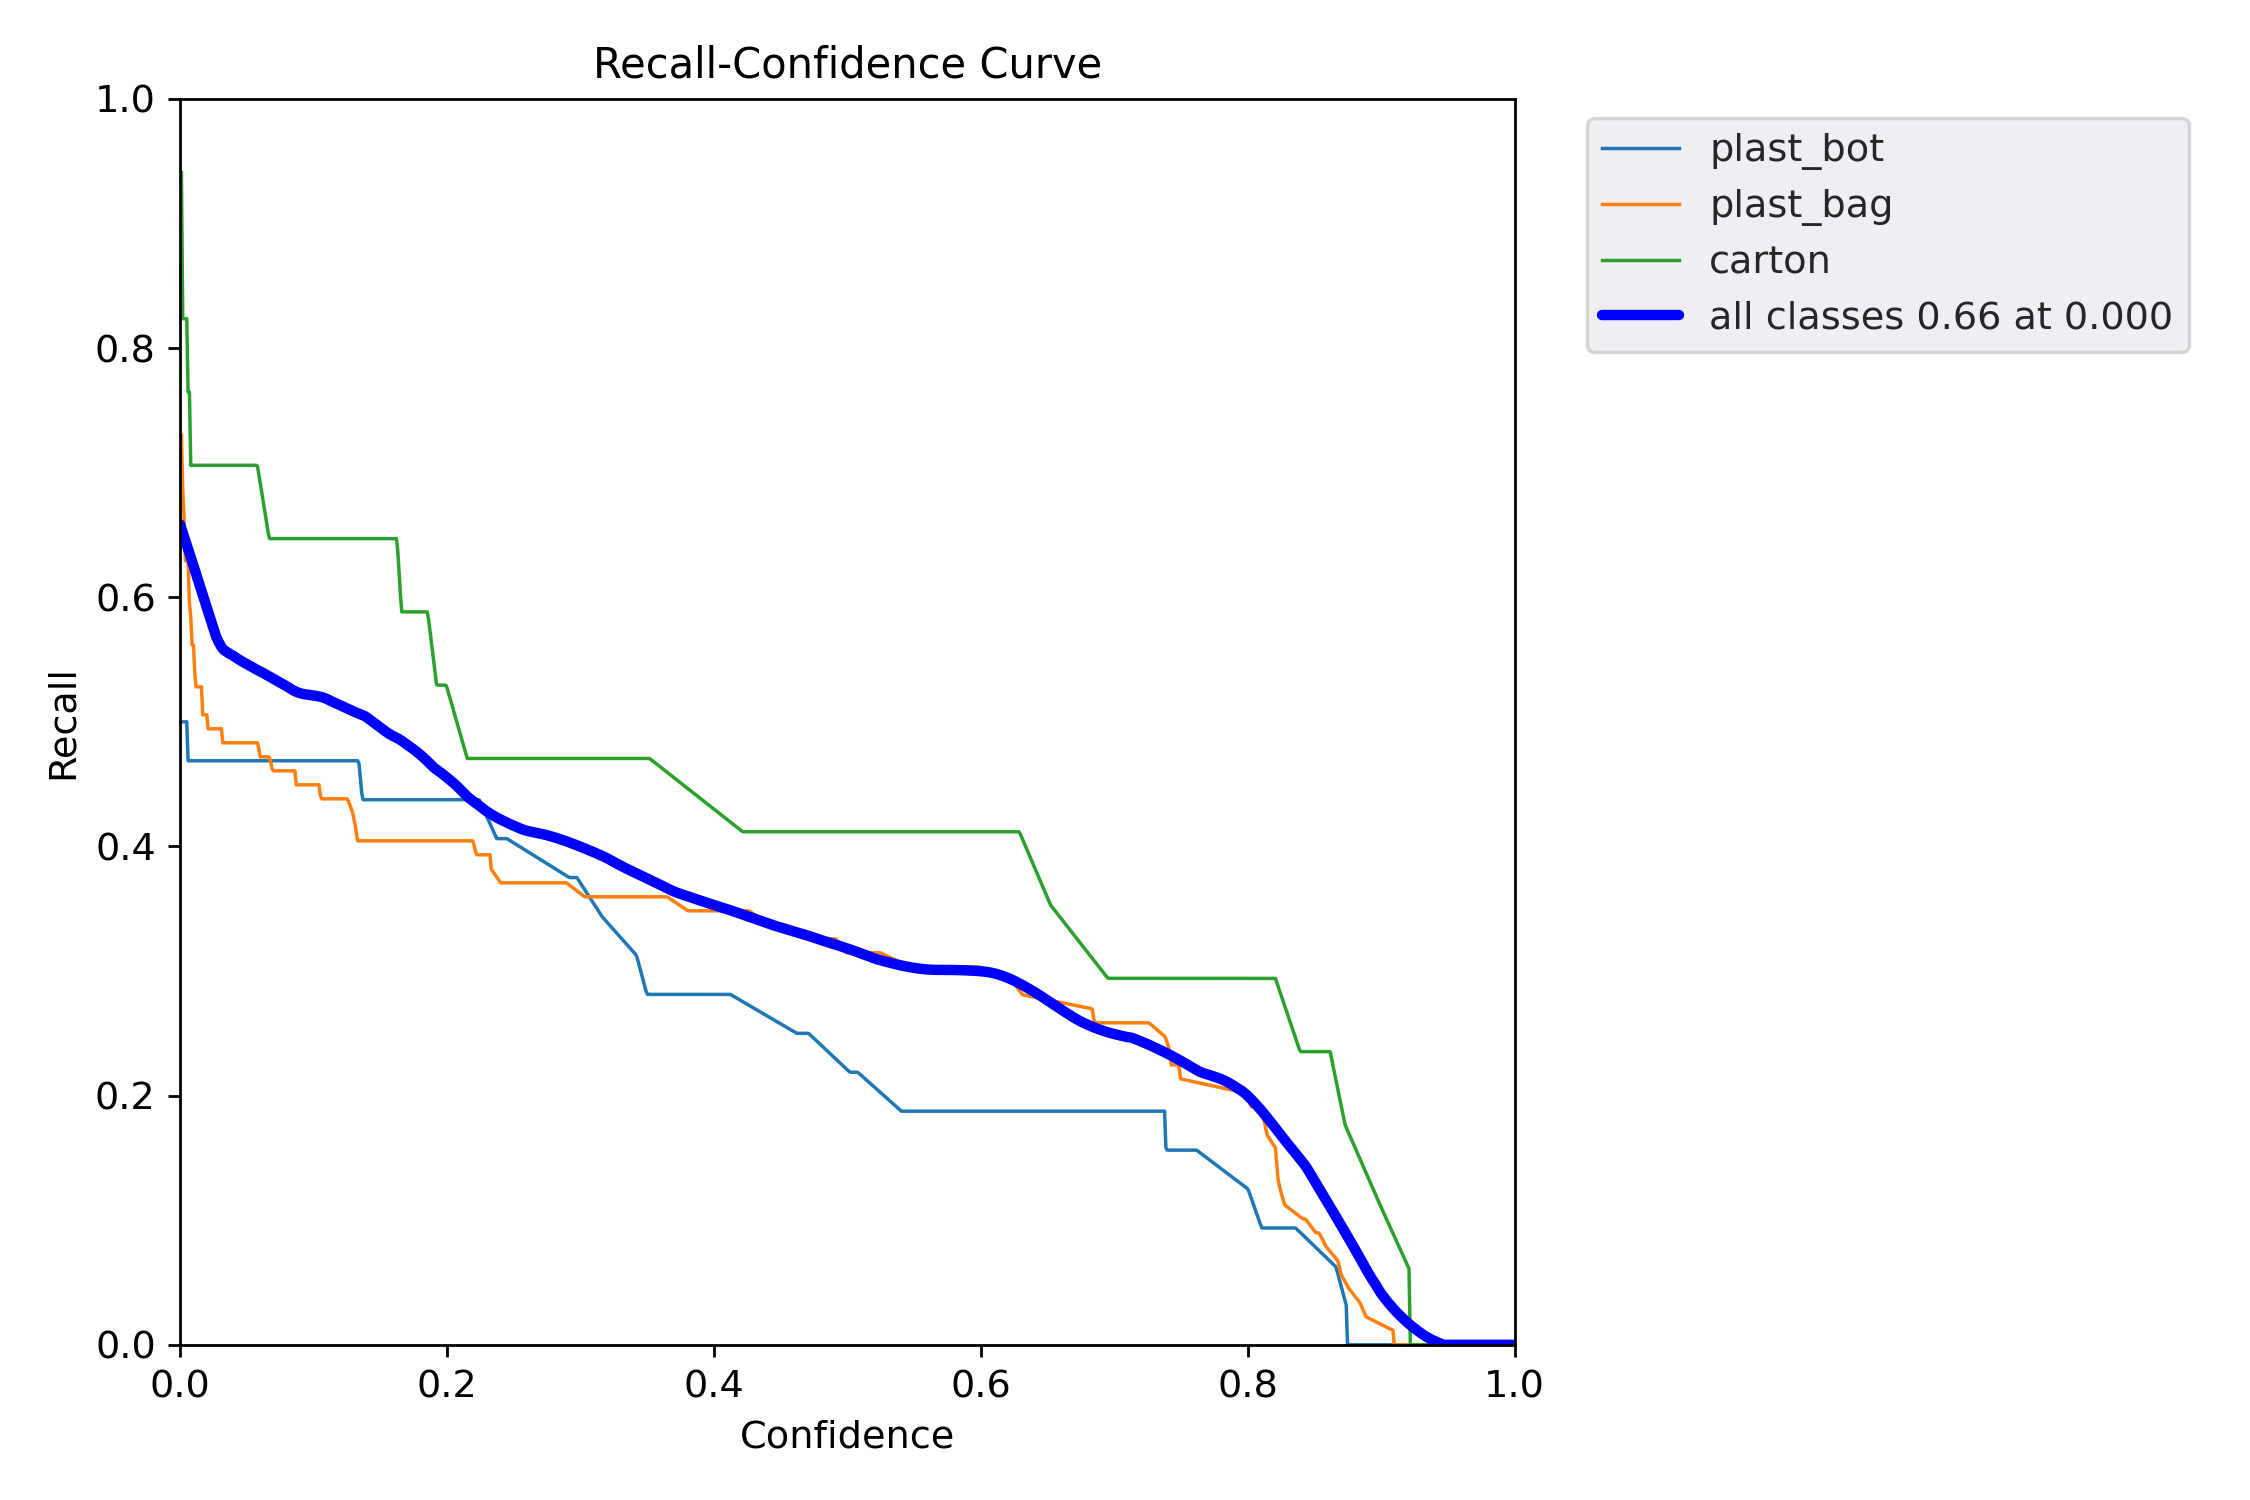 Recall-Confidence Curve
1.0
0.8
0.6
0.4
0.2
0.0
Recall
0.0 0.2 0.4 0.6 0.8 1.0
Confidence
plast_bot
plast_bag
carton
all classes 0.66 at 0.000